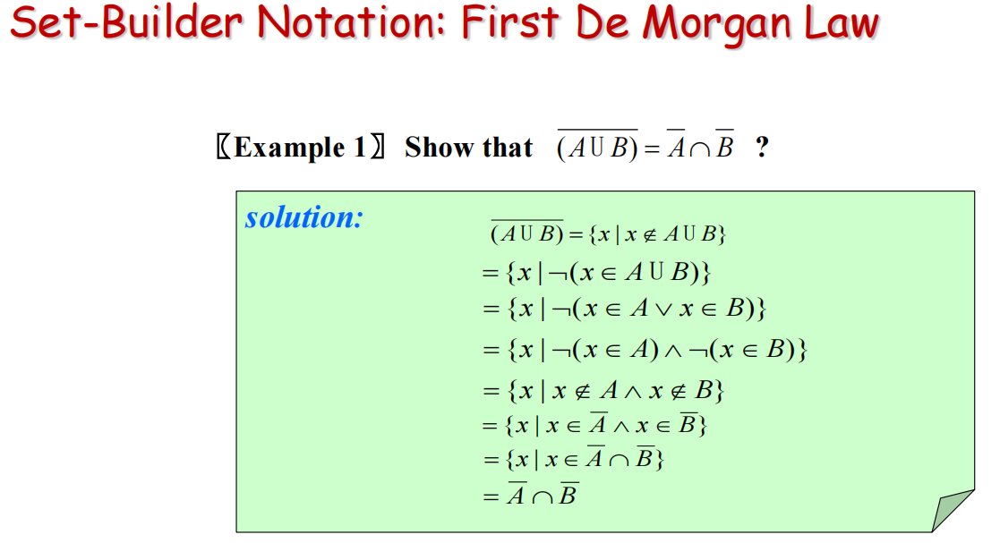 Set-Builder Notation: First De Morgan Law
〖Example 1〗 Show that $\overline{(A \cup B)} = \overline{A} \cap \overline{B}$ ?
solution:
$\overline{(A \cup B)} = \{x \mid x \notin A \cup B\}$
$= \{x \mid \neg(x \in A \cup B)\}$
$= \{x \mid \neg(x \in A \vee x \in B)\}$
$= \{x \mid \neg(x \in A) \wedge \neg(x \in B)\}$
$= \{x \mid x \notin A \wedge x \notin B\}$
$= \{x \mid x \in \overline{A} \wedge x \in \overline{B}\}$
$= \{x \mid x \in \overline{A} \cap \overline{B}\}$
$= \overline{A} \cap \overline{B}$